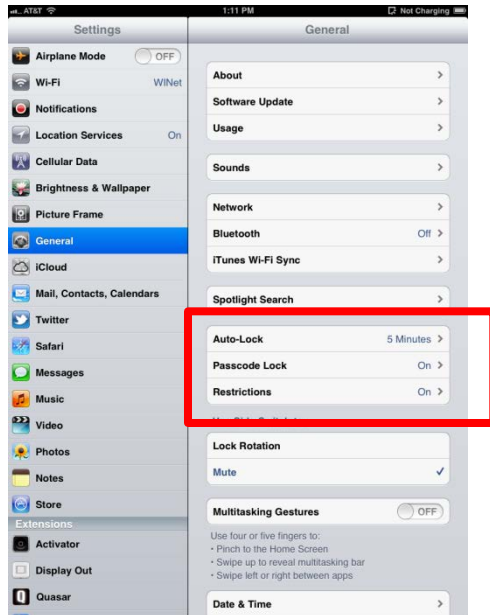 AT&T
1:11 PM
Not Charging
Settings
Airplane Mode OFF
Wi-Fi WINet
Notifications
Location Services On
Cellular Data
Brightness & Wallpaper
Picture Frame
General
iCloud
Mail, Contacts, Calendars
Twitter
Safari
Messages
Music
Video
Photos
Notes
Store
Extensions
Activator
Display Out
Quasar
General
About
Software Update
Usage
Sounds
Network
Bluetooth Off
iTunes Wi-Fi Sync
Spotlight Search
Auto-Lock 5 Minutes
Passcode Lock On
Restrictions On
Lock Rotation
Mute
Multitasking Gestures OFF
Use four or five fingers to:
• Pinch to the Home Screen
• Swipe up to reveal multitasking bar
• Swipe left or right between apps
Date & Time